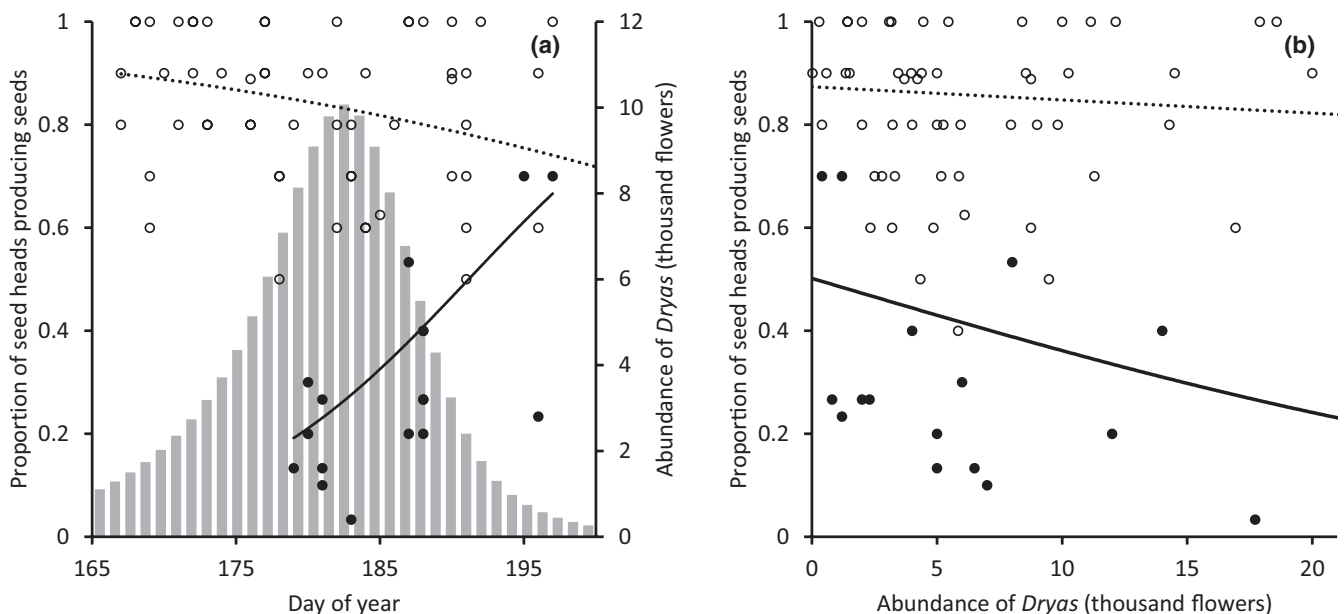 (a)
Proportion of seed heads producing seeds
1
0.8
0.6
0.4
0.2
0
12
10
8
6
4
2
0
Abundance of Dryas (thousand flowers)
165 175 185 195
Day of year
(b)
Proportion of seed heads producing seeds
1
0.8
0.6
0.4
0.2
0
0 5 10 15 20
Abundance of Dryas (thousand flowers)